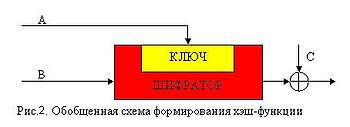 А
КЛЮЧ
С
В
ШИФРАТОР
Рис.2. Обобщенная схема формирования хэш-функции